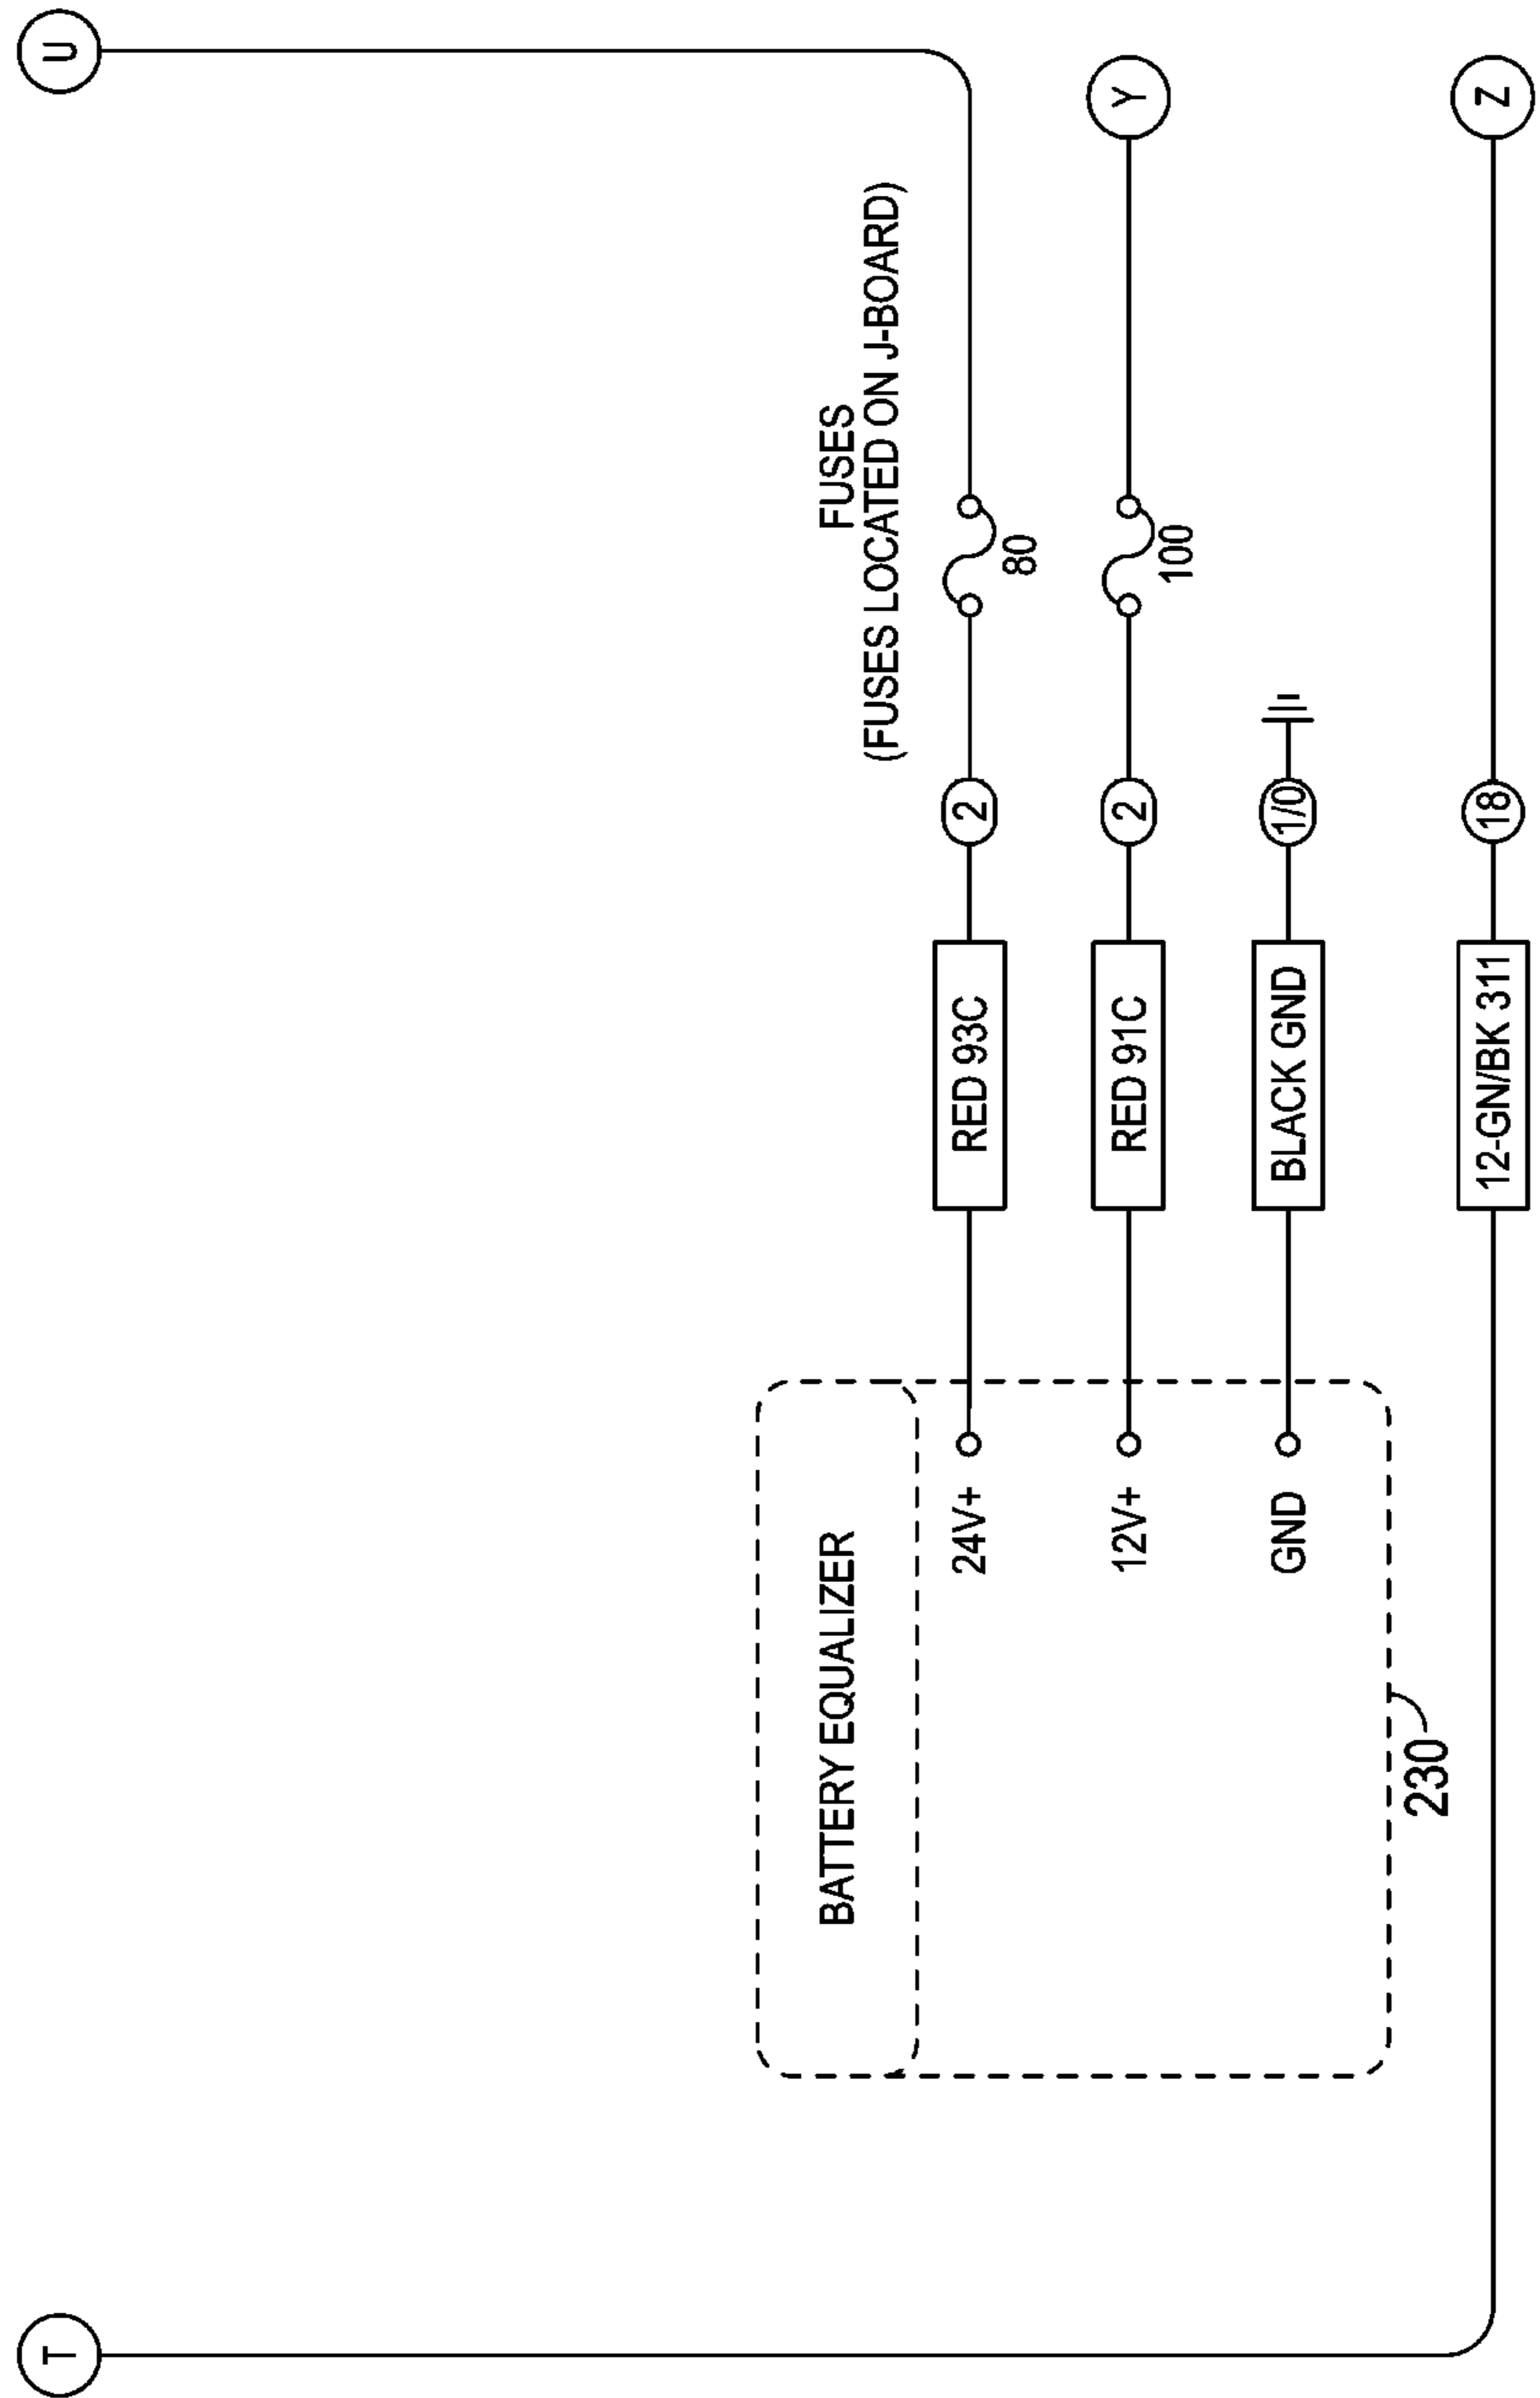 T
U
BATTERY EQUALIZER
FUSES
(FUSES LOCATED ON J-BOARD)
24V+
RED 93C
2
80
12V+
RED 91C
2
100
Y
GND
BLACK GND
1/0
230
12-GN/BK 311
18
Z